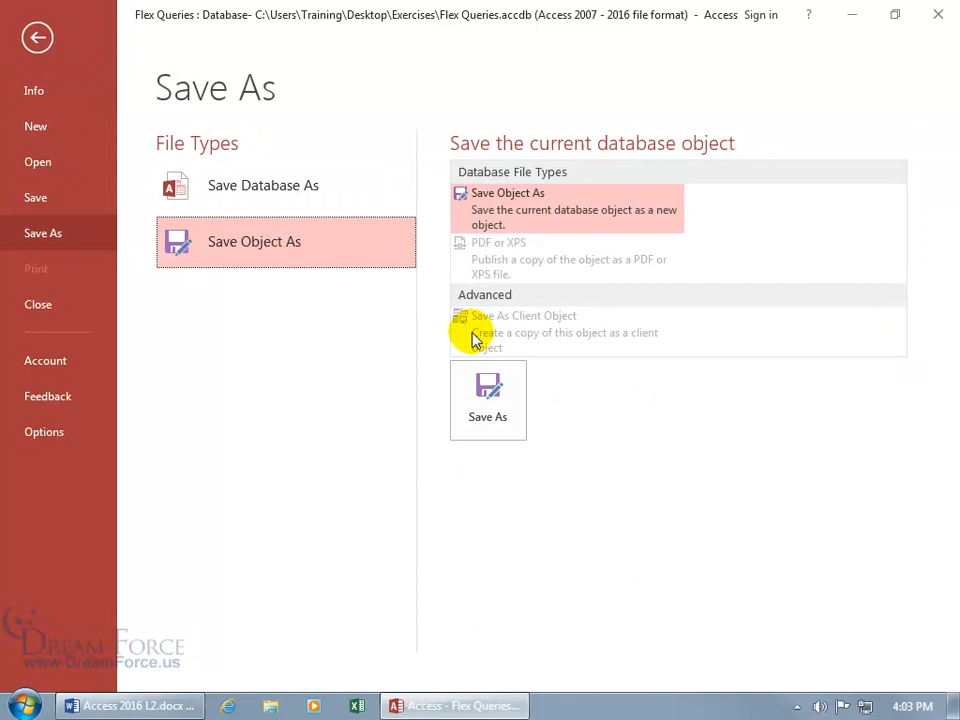 Flex Queries : Database- C:\Users\Training\Desktop\Exercises\Flex Queries.accdb (Access 2007 - 2016 file format) - Access Sign in ?
Info
New
Open
Save
Save As
Print
Close
Account
Feedback
Options
Save As
File Types
Save Database As
Save Object As
Save the current database object
Database File Types
Save Object As
Save the current database object as a new
object.
PDF or XPS
Publish a copy of the object as a PDF or
XPS file.
Advanced
Save As Client Object
Create a copy of this object as a client
object
Save As
DREAM FORCE
www.DreamForce.us
Access 2016 L2.docx ...
Access - Flex Queries...
4:03 PM